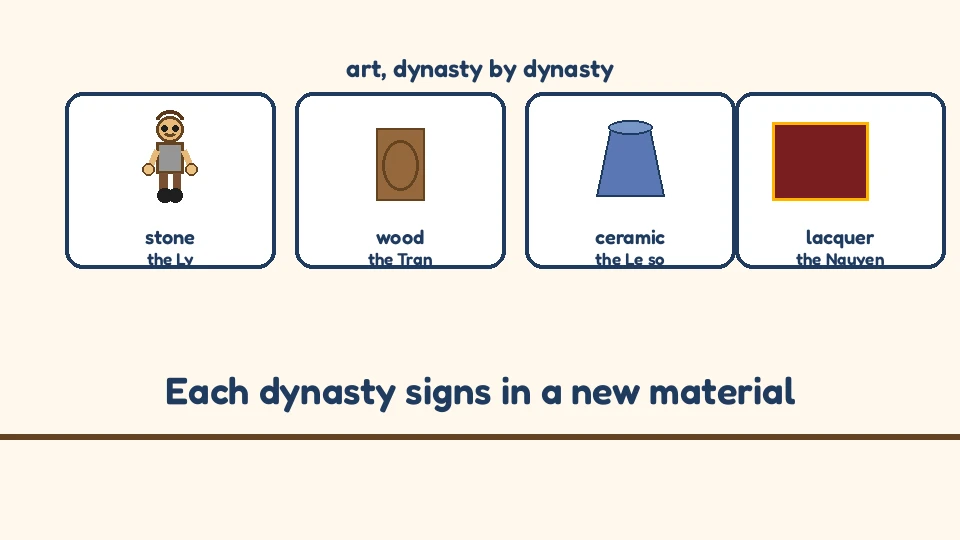 art, dynasty by dynasty
stone
the Ly
wood
the Tran
ceramic
the Le so
lacquer
the Nguyen
Each dynasty signs in a new material